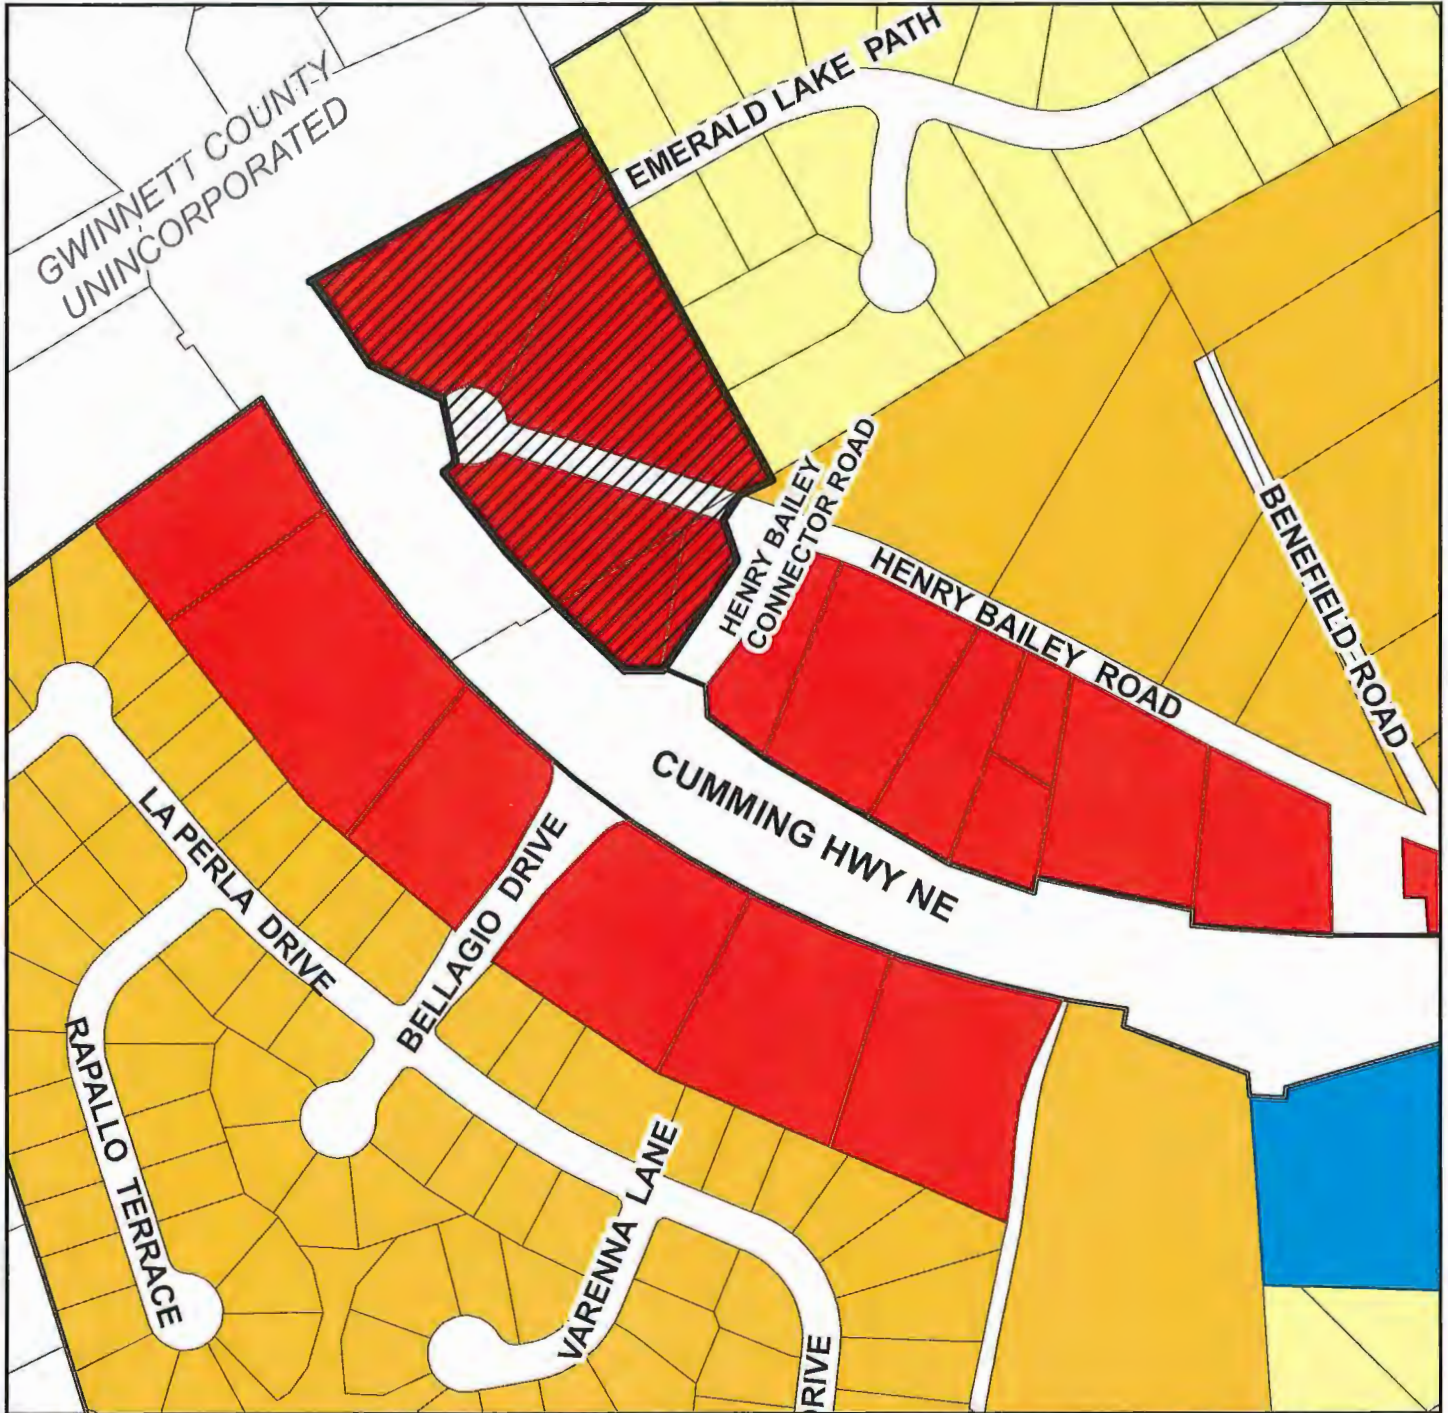 EMERALD LAKE PATH
GWINNETT COUNTY
UNINCORPORATED
HENRY BAILEY
CONNECTOR ROAD
HENRY BAILEY ROAD
BENEFIELD ROAD
CUMMING HWY NE
LA PERLA DRIVE
BELLAGIO DRIVE
RAPALLO TERRACE
VARENNA LANE
DRIVE